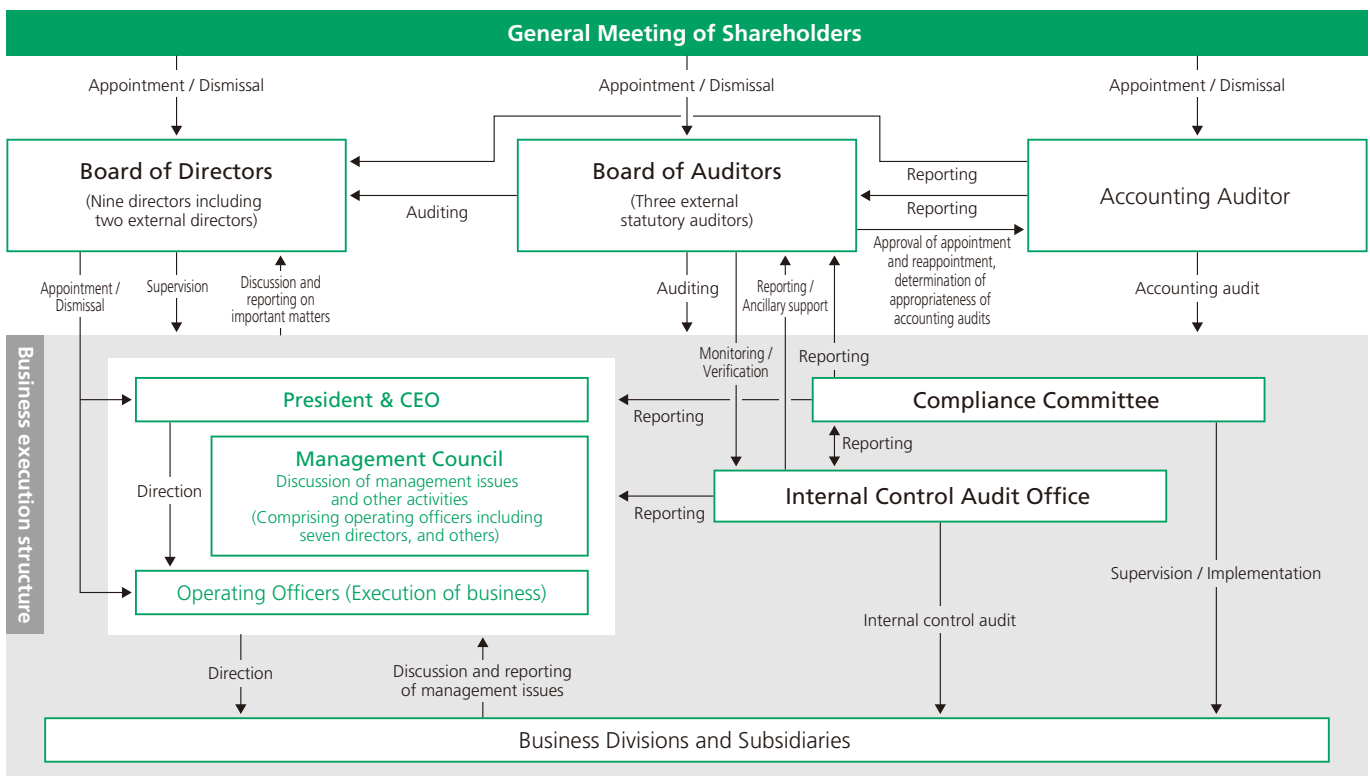 General Meeting of Shareholders
Appointment / Dismissal
Appointment / Dismissal
Appointment / Dismissal
Board of Directors
(Nine directors including
two external directors)
Auditing
Board of Auditors
(Three external
statutory auditors)
Reporting
Reporting
Accounting Auditor
Approval of appointment
and reappointment,
determination of
appropriateness of
accounting audits
Appointment /
Dismissal
Supervision
Discussion and
reporting on
important matters
Auditing
Reporting /
Ancillary support
Accounting audit
Business execution structure
Monitoring /
Verification
Reporting
President & CEO
Reporting
Compliance Committee
Reporting
Direction
Management Council
Discussion of management issues
and other activities
(Comprising operating officers including
seven directors, and others)
Reporting
Internal Control Audit Office
Operating Officers (Execution of business)
Supervision / Implementation
Internal control audit
Direction
Discussion and reporting
of management issues
Business Divisions and Subsidiaries